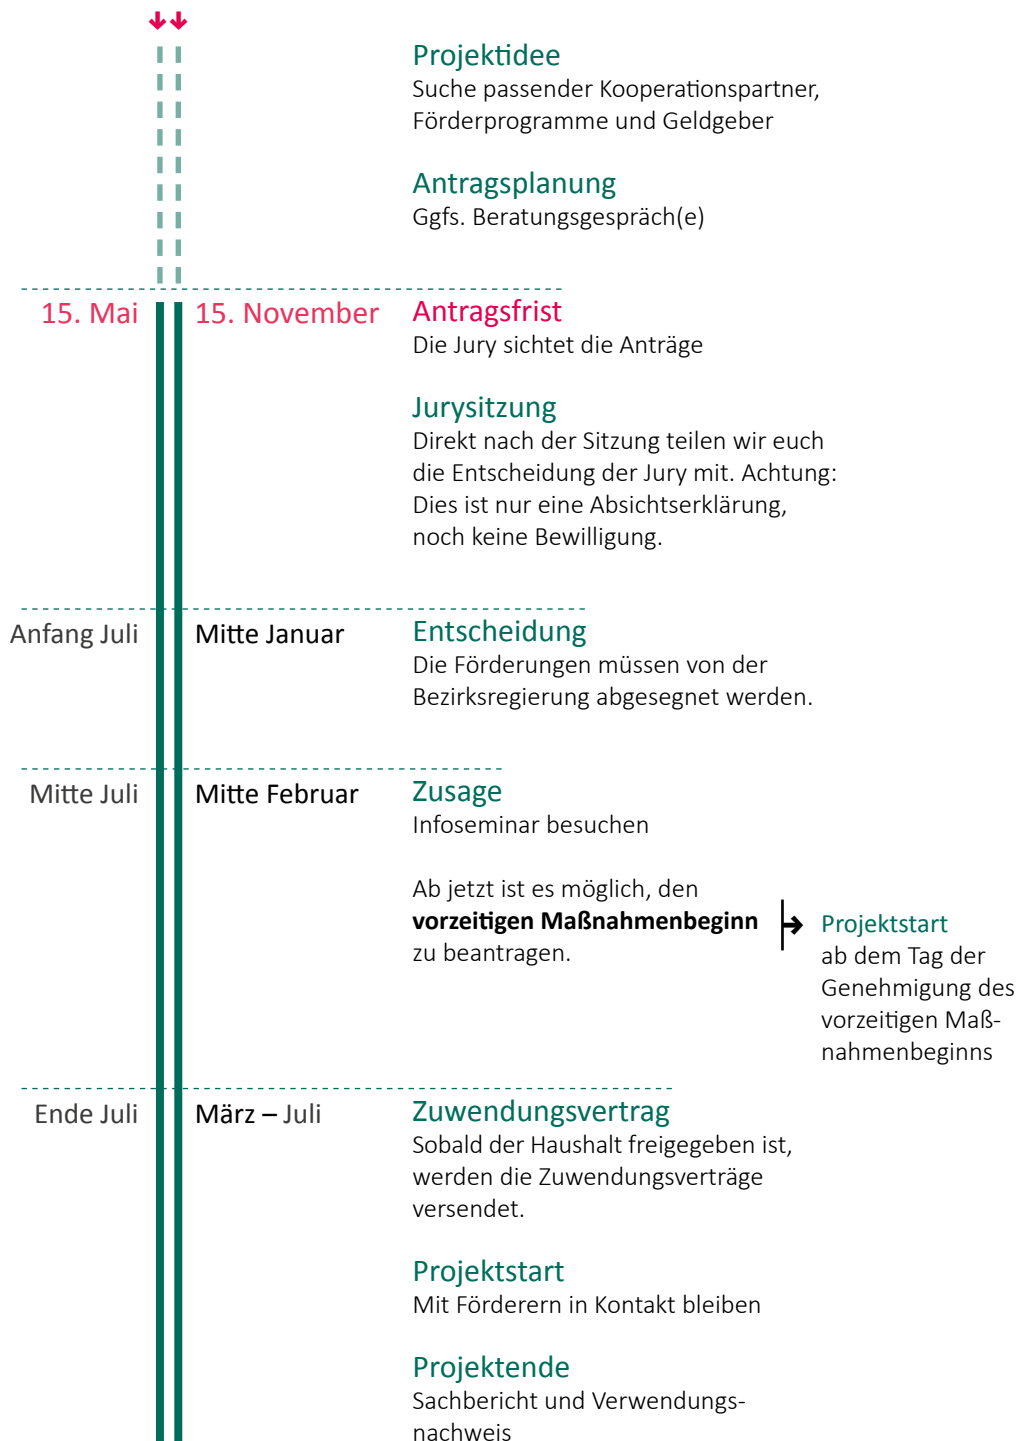 Projektidee
Suche passender Kooperationspartner,
Förderprogramme und Geldgeber
Antragsplanung
Ggfs. Beratungsgespräch(e)
15. Mai
15. November
Antragsfrist
Die Jury sichtet die Anträge
Jurysitzung
Direkt nach der Sitzung teilen wir euch
die Entscheidung der Jury mit. Achtung:
Dies ist nur eine Absichtserklärung,
noch keine Bewilligung.
Anfang Juli
Mitte Januar
Entscheidung
Die Förderungen müssen von der
Bezirksregierung abgesegnet werden.
Mitte Juli
Mitte Februar
Zusage
Infoseminar besuchen
Ab jetzt ist es möglich, den
vorzeitigen Maßnahmenbeginn
zu beantragen.
Projektstart
ab dem Tag der
Genehmigung des
vorzeitigen Maß-
nahmenbeginns
Ende Juli
März – Juli
Zuwendungsvertrag
Sobald der Haushalt freigegeben ist,
werden die Zuwendungsverträge
versendet.
Projektstart
Mit Förderern in Kontakt bleiben
Projektende
Sachbericht und Verwendungs-
nachweis